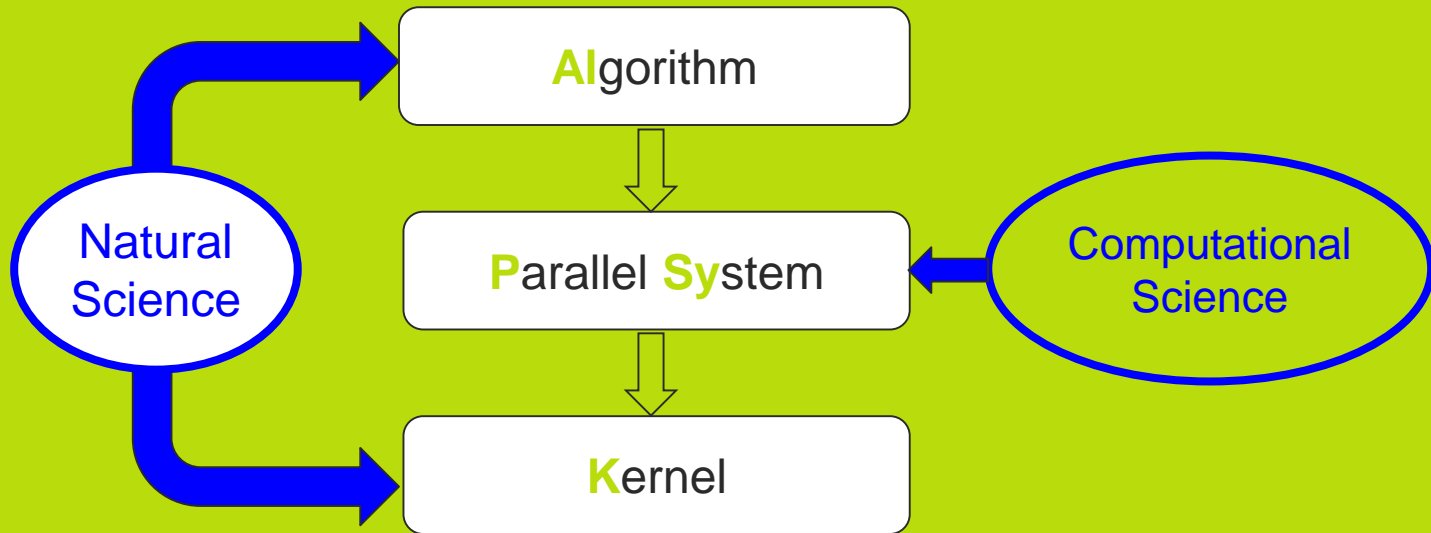 Algorithm
Natural
Science
Parallel System
Computational
Science
Kernel